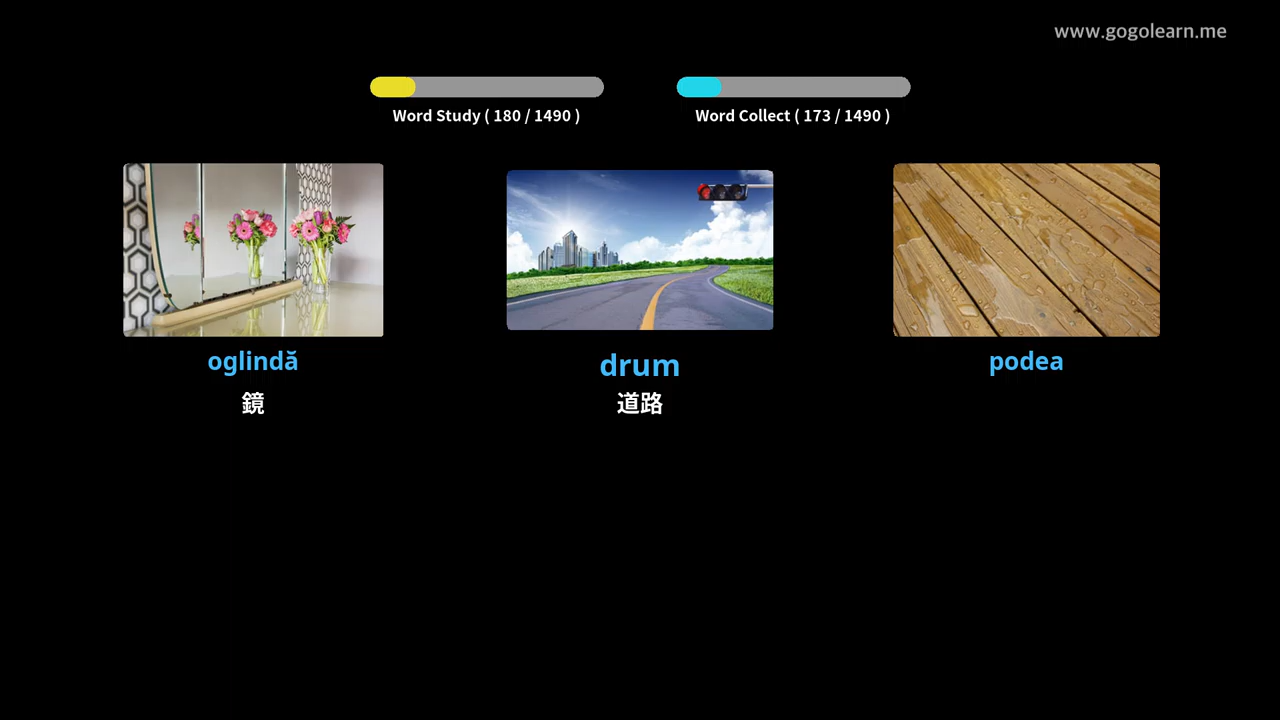 www.gogolearn.me
Word Study ( 180 / 1490 )
Word Collect ( 173 / 1490 )
oglindă
鏡
drum
道路
podea